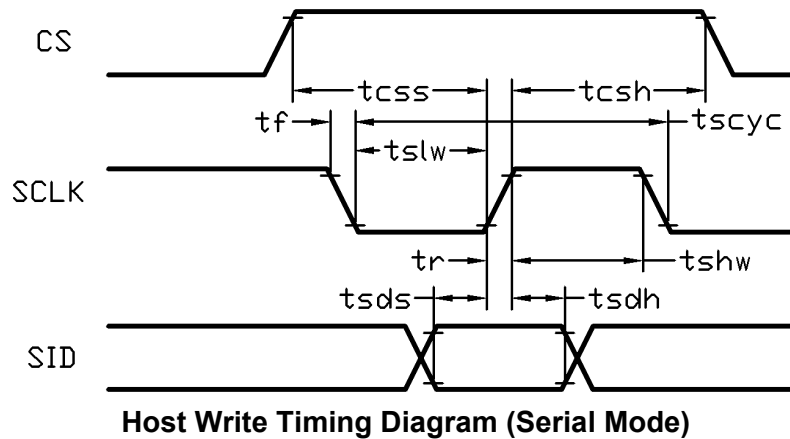 CS
tcss
tcsh
tf
tscyc
tslw
SCLK
tr
tshw
tsds
tsdh
SID
Host Write Timing Diagram (Serial Mode)